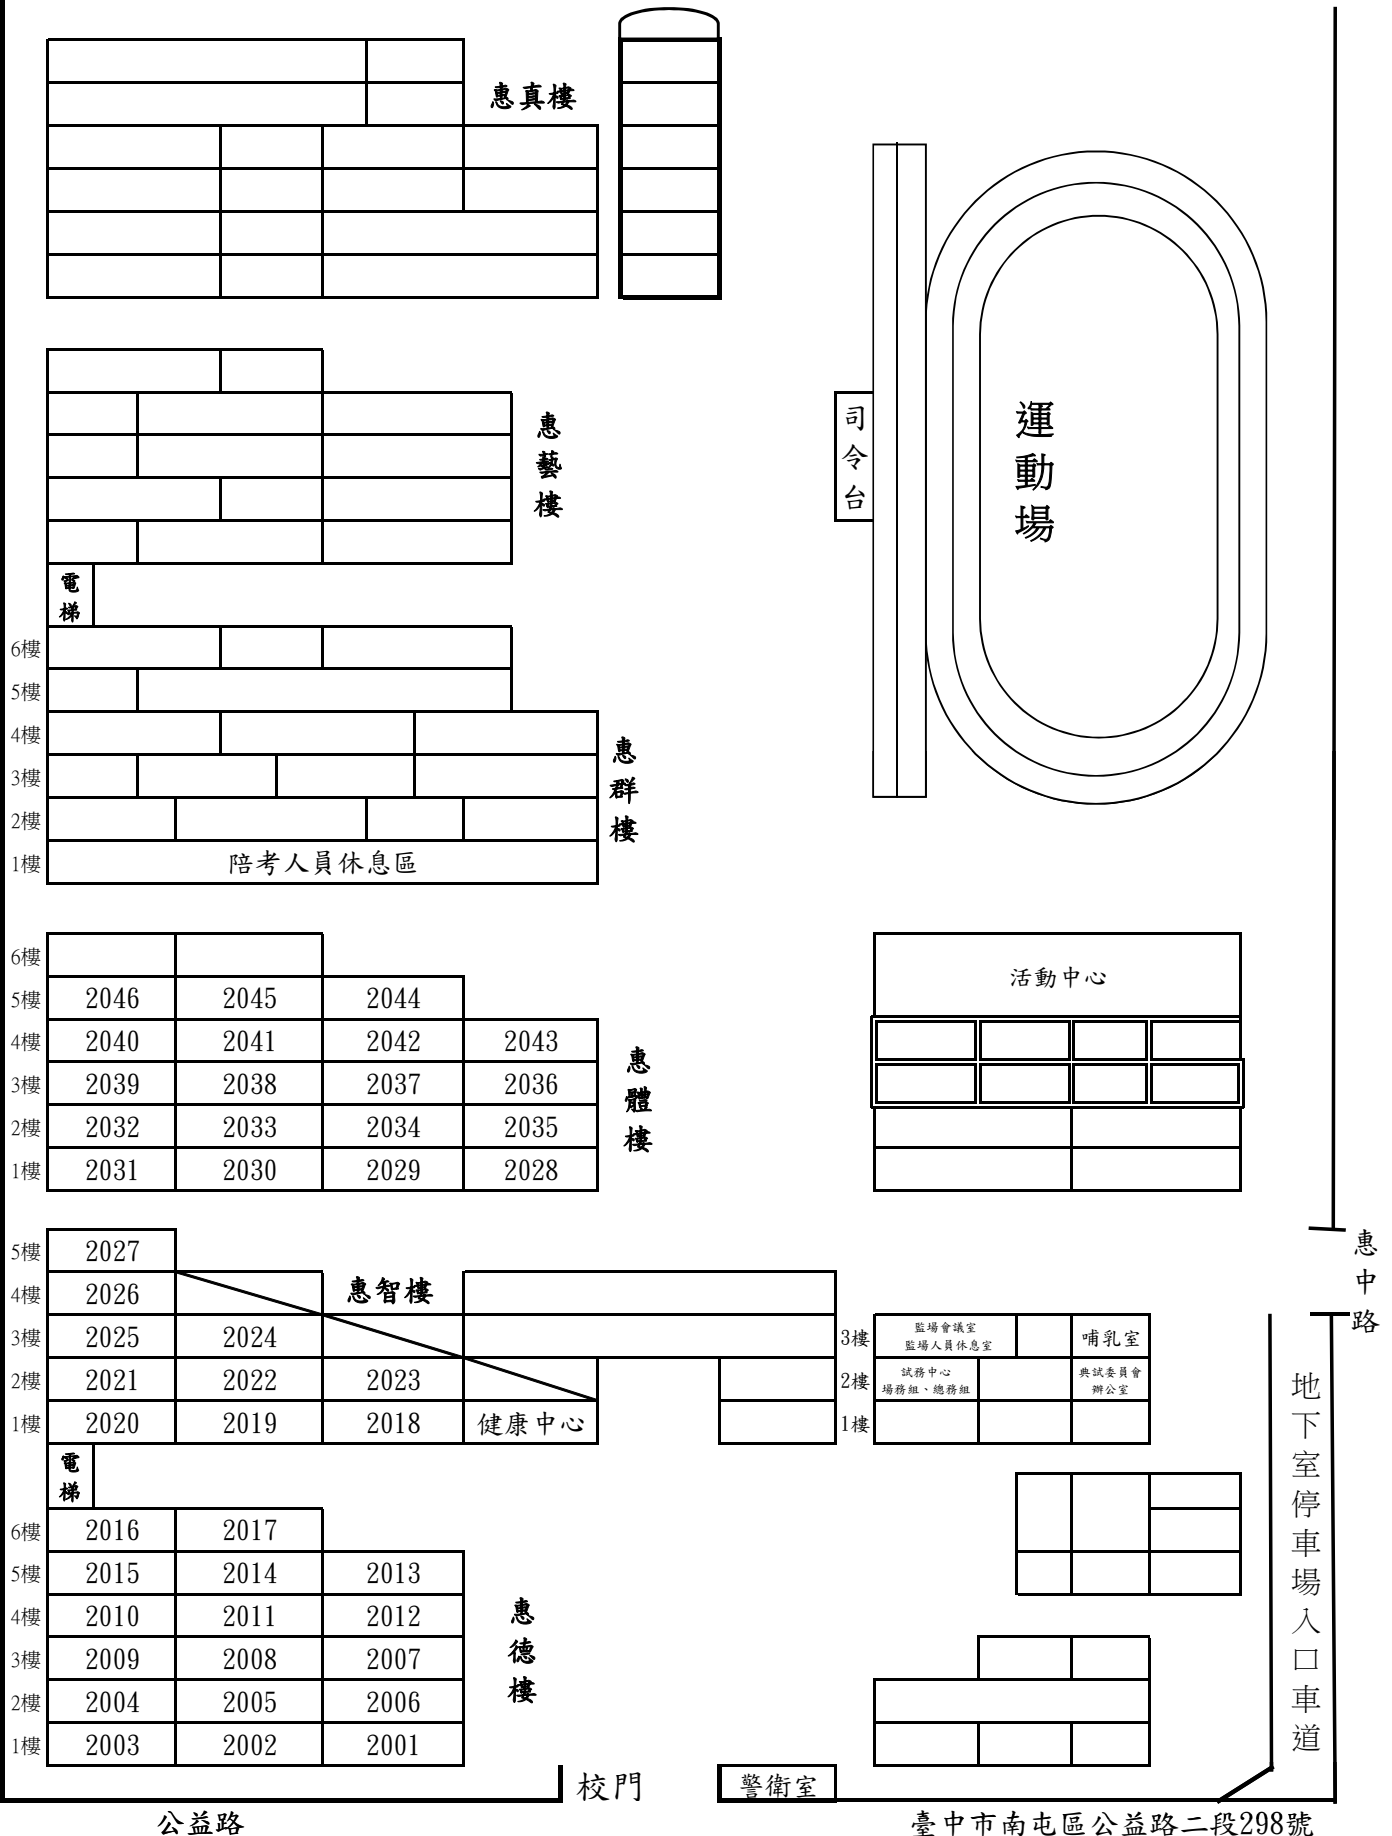 惠真樓
司令台
運動場
惠藝樓
電梯
6樓
5樓
4樓
3樓
2樓
1樓 陪考人員休息區
惠群樓
6樓
5樓 2046 2045 2044
4樓 2040 2041 2042 2043
3樓 2039 2038 2037 2036
2樓 2032 2033 2034 2035
1樓 2031 2030 2029 2028
惠體樓
活動中心
惠中路
5樓 2027
4樓 2026 惠智樓
3樓 2025 2024
2樓 2021 2022 2023
1樓 2020 2019 2018 健康中心
3樓 監場會議室
監場人員休息室
哺乳室
2樓 試務中心
場務組、總務組
典試委員會
辦公室
1樓
地下室停車場入口車道
電梯
6樓 2016 2017
5樓 2015 2014 2013
4樓 2010 2011 2012
3樓 2009 2008 2007
2樓 2004 2005 2006
1樓 2003 2002 2001
惠德樓
校門
警衛室
公益路
臺中市南屯區公益路二段298號